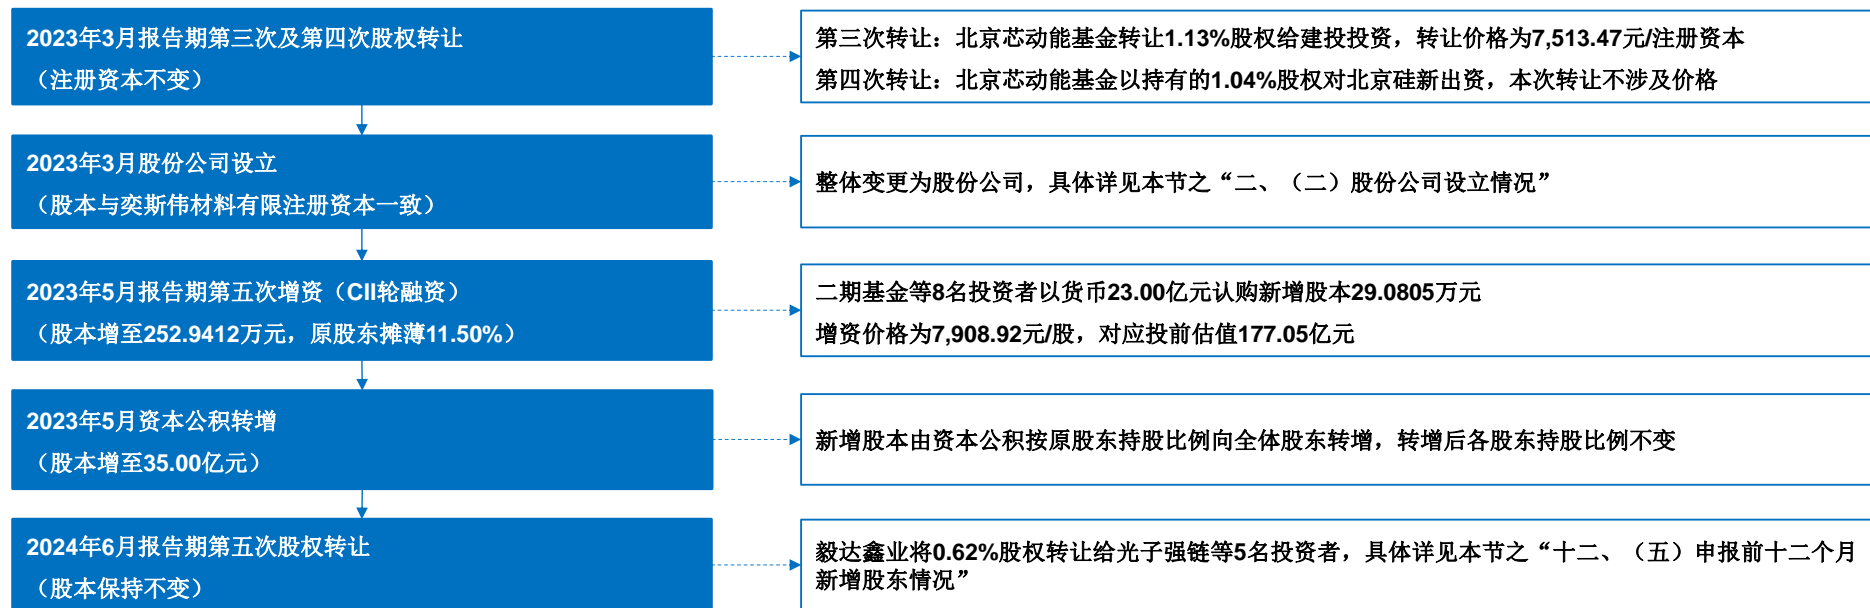 2023年3月报告期第三次及第四次股权转让
（注册资本不变）
第三次转让：北京芯动能基金转让1.13%股权给建投投资，转让价格为7,513.47元/注册资本
第四次转让：北京芯动能基金以持有的1.04%股权对北京硅新出资，本次转让不涉及价格
2023年3月股份公司设立
（股本与奕斯伟材料有限注册资本一致）
整体变更为股份公司，具体详见本节之“二、（二）股份公司设立情况”
2023年5月报告期第五次增资（CII轮融资）
（股本增至252.9412万元，原股东摊薄11.50%）
二期基金等8名投资者以货币23.00亿元认购新增股本29.0805万元
增资价格为7,908.92元/股，对应投前估值177.05亿元
2023年5月资本公积转增
（股本增至35.00亿元）
新增股本由资本公积按原股东持股比例向全体股东转增，转增后各股东持股比例不变
2024年6月报告期第五次股权转让
（股本保持不变）
毅达鑫业将0.62%股权转让给光子强链等5名投资者，具体详见本节之“十二、（五）申报前十二个月
新增股东情况”